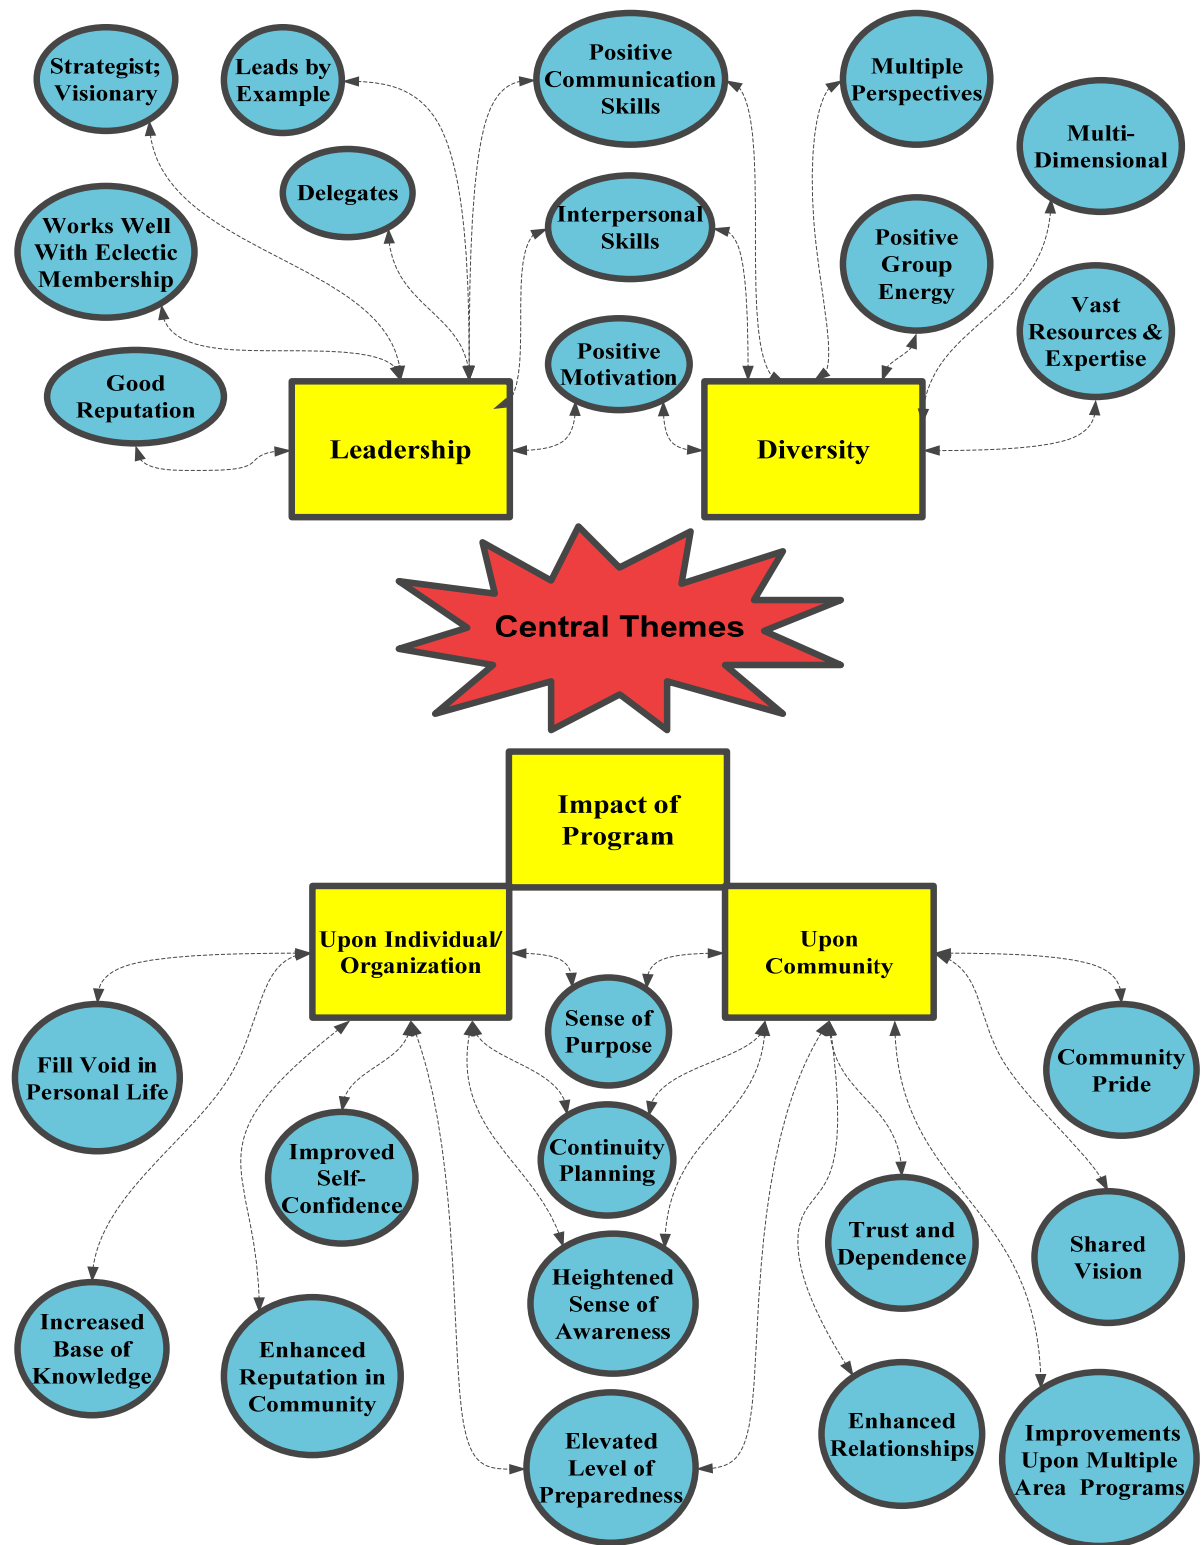 Strategist;
Visionary
Leads by
Example
Positive
Communication
Skills
Multiple
Perspectives
Multi-
Dimensional
Delegates
Works Well
With Eclectic
Membership
Interpersonal
Skills
Positive
Group
Energy
Vast
Resources &
Expertise
Good
Reputation
Positive
Motivation
Leadership
Diversity
Central Themes
Impact of
Program
Upon Individual/
Organization
Upon
Community
Sense of
Purpose
Fill Void in
Personal Life
Community
Pride
Improved
Self-
Confidence
Continuity
Planning
Trust and
Dependence
Shared
Vision
Heightened
Sense of
Awareness
Increased
Base of
Knowledge
Enhanced
Reputation in
Community
Enhanced
Relationships
Elevated
Level of
Preparedness
Improvements
Upon Multiple
Area Programs